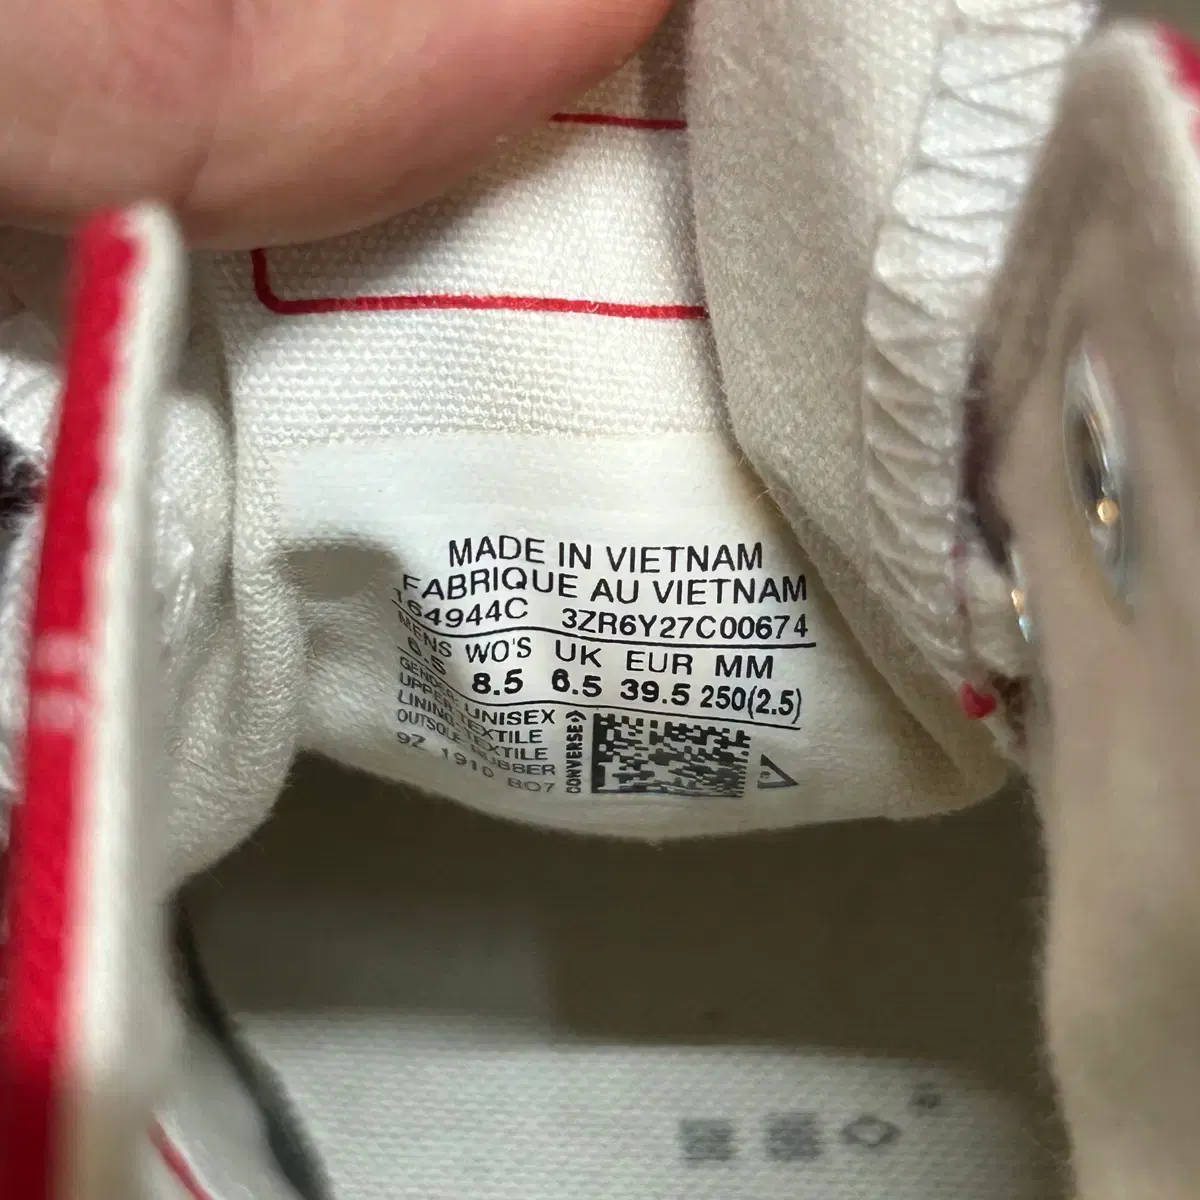 MADE IN VIETNAM
FABRIQUE AU VIETNAM
164944C 3ZR6Y27C00674
MENS WO'S UK EUR MM
6.5 8.5 6.5 39.5 250(2.5)
GENDER: UNISEX
UPPER: TEXTILE
LINING: TEXTILE
OUTSOLE: RUBBER
9Z 1910 BO7
CONVERSE